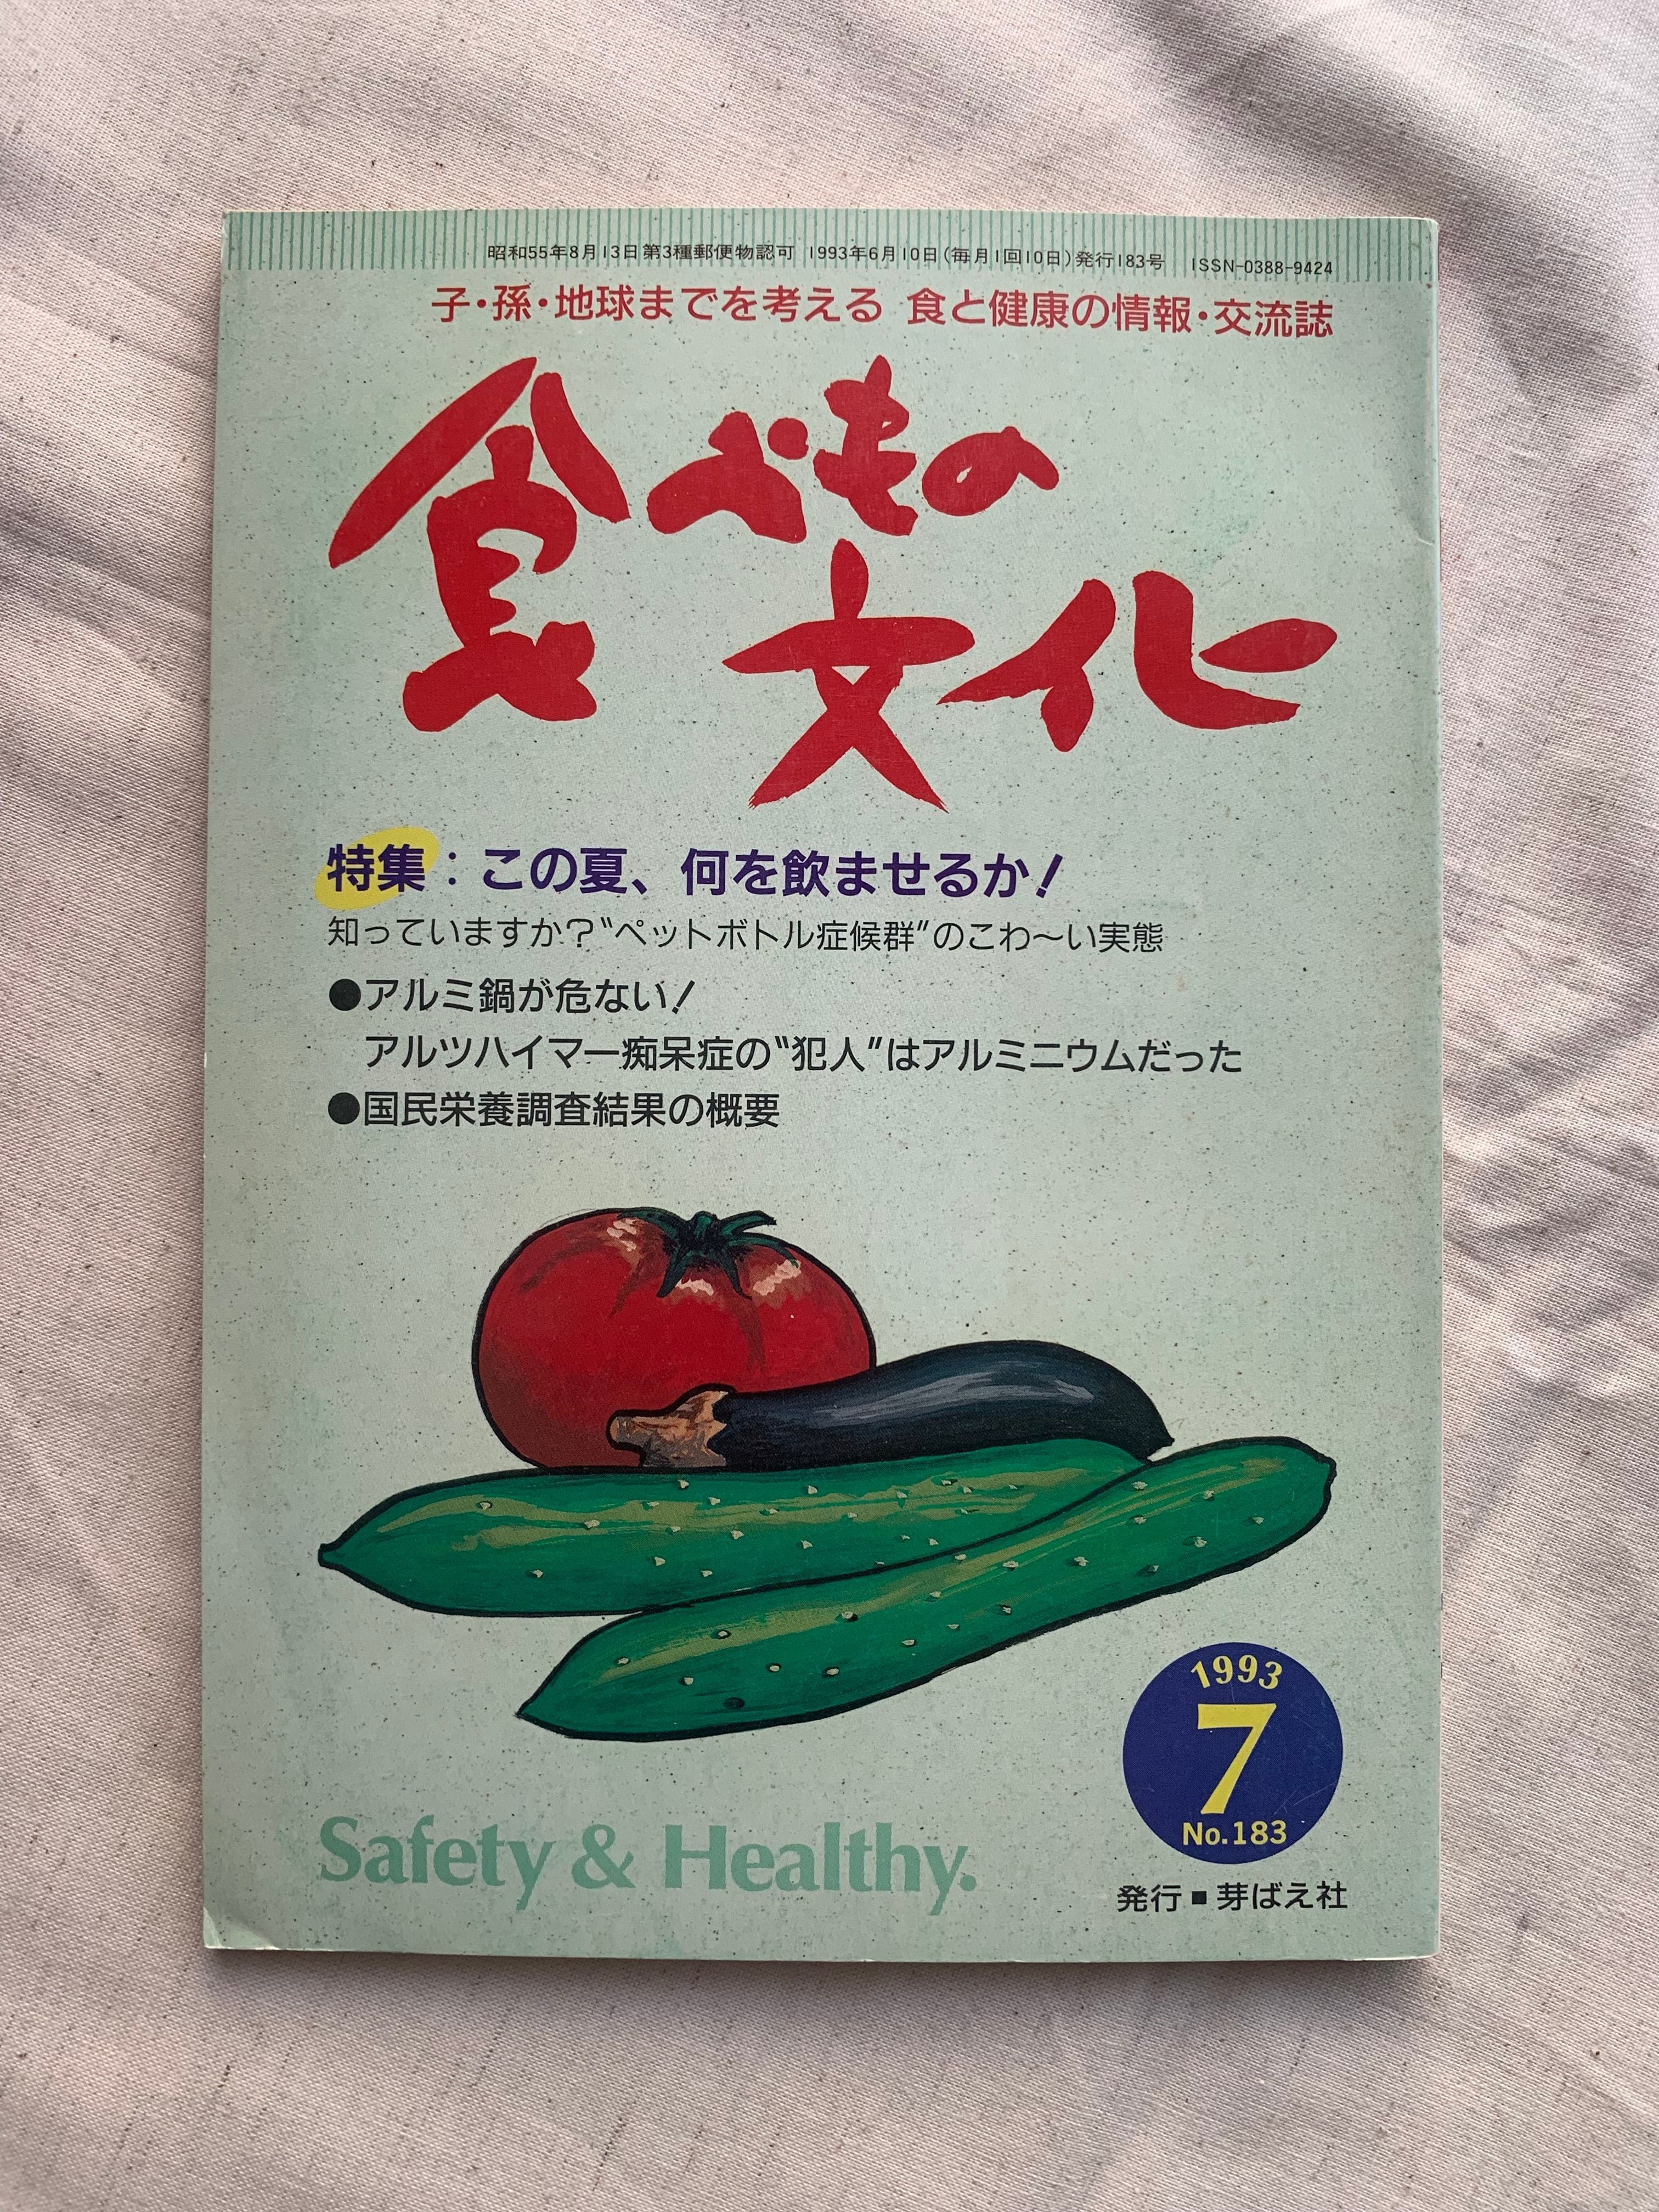 昭和55年8月13日第3種郵便物認可 1993年6月10日(毎月1回10日)発行183号 ISSN-0388-9424
子・孫・地球までを考える 食と健康の情報・交流誌
食べもの
文化
特集：この夏、何を飲ませるか！
知っていますか？“ペットボトル症候群”のこわ〜い実態
●アルミ鍋が危ない！
アルツハイマー痴呆症の“犯人”はアルミニウムだった
●国民栄養調査結果の概要
1993
7
No.183
Safety & Healthy.
発行■芽ばえ社